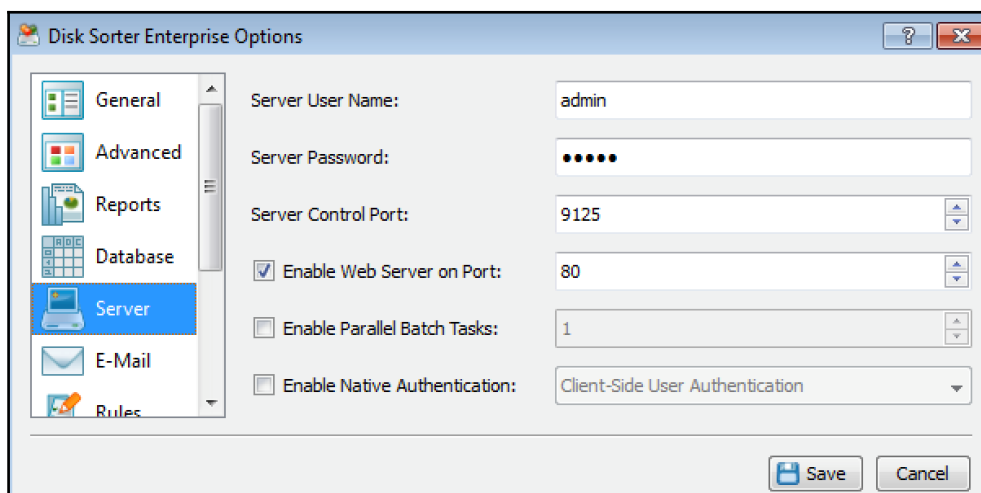 Disk Sorter Enterprise Options
General
Advanced
Reports
Database
Server
E-Mail
Rules
Server User Name: admin
Server Password: •••••
Server Control Port: 9125
Enable Web Server on Port: 80
Enable Parallel Batch Tasks: 1
Enable Native Authentication: Client-Side User Authentication
Save Cancel